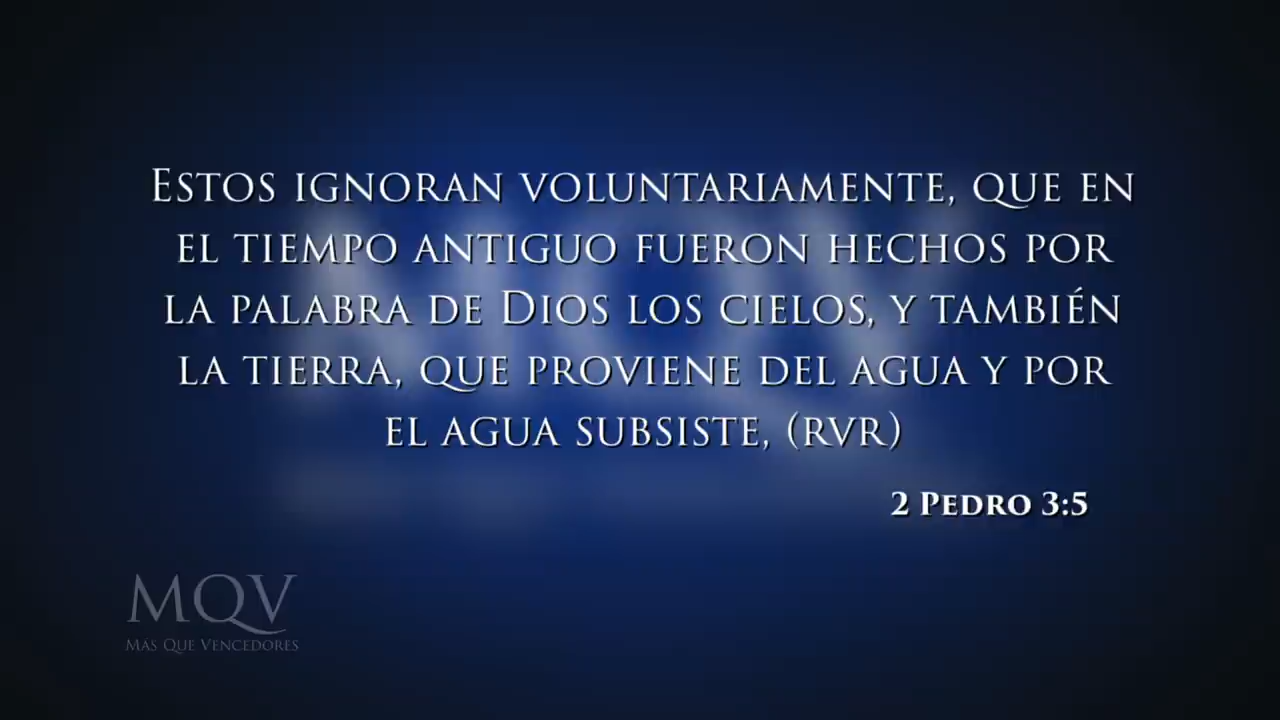 Estos ignoran voluntariamente, que en
el tiempo antiguo fueron hechos por
la palabra de Dios los cielos, y también
la tierra, que proviene del agua y por
el agua subsiste, (rvr)
2 Pedro 3:5
MQV
Más Que Vencedores